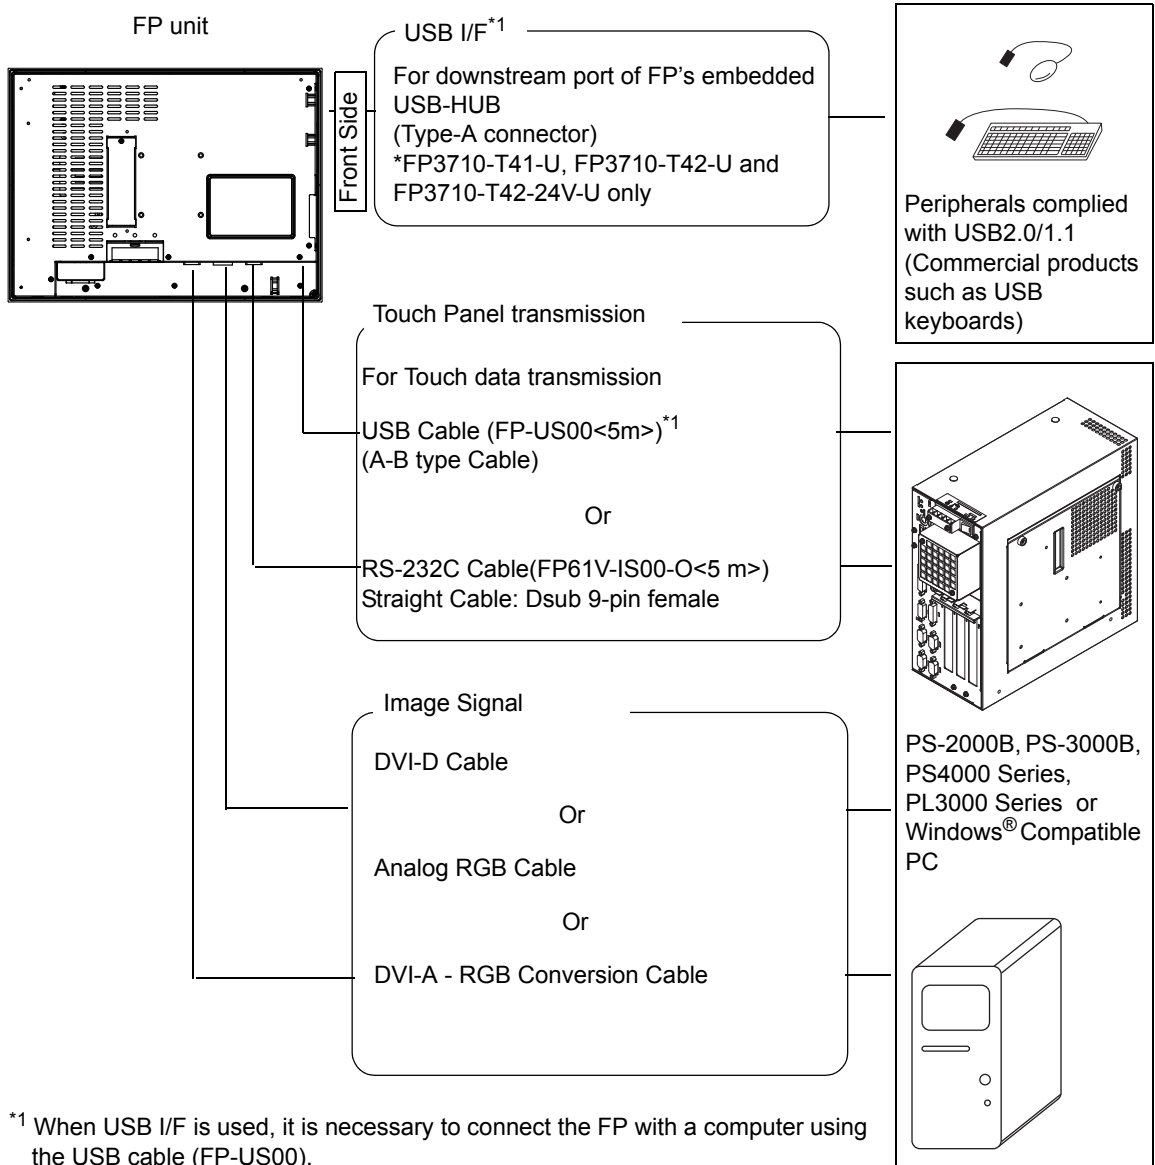 FP unit
USB I/F*1
For downstream port of FP's embedded
USB-HUB
(Type-A connector)
*FP3710-T41-U, FP3710-T42-U and
FP3710-T42-24V-U only
Front Side
Peripherals complied
with USB2.0/1.1
(Commercial products
such as USB
keyboards)
Touch Panel transmission
For Touch data transmission
USB Cable (FP-US00<5m>)*1
(A-B type Cable)
Or
RS-232C Cable(FP61V-IS00-O<5 m>)
Straight Cable: Dsub 9-pin female
Image Signal
DVI-D Cable
Or
Analog RGB Cable
Or
DVI-A - RGB Conversion Cable
PS-2000B, PS-3000B,
PS4000 Series,
PL3000 Series or
Windows® Compatible
PC
*1 When USB I/F is used, it is necessary to connect the FP with a computer using
the USB cable (FP-US00).